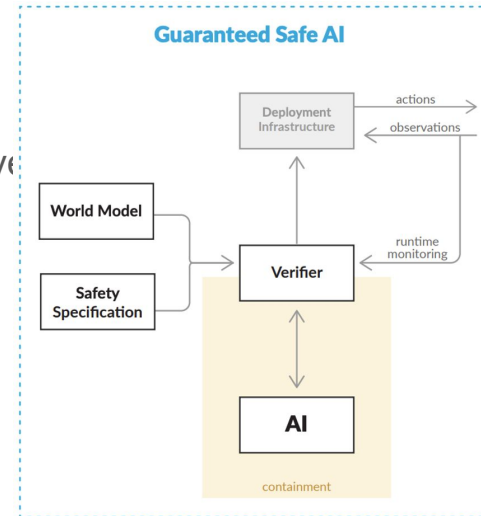 Guaranteed Safe AI
Deployment
Infrastructure
actions
observations
World Model
Safety
Specification
Verifier
runtime
monitoring
AI
containment